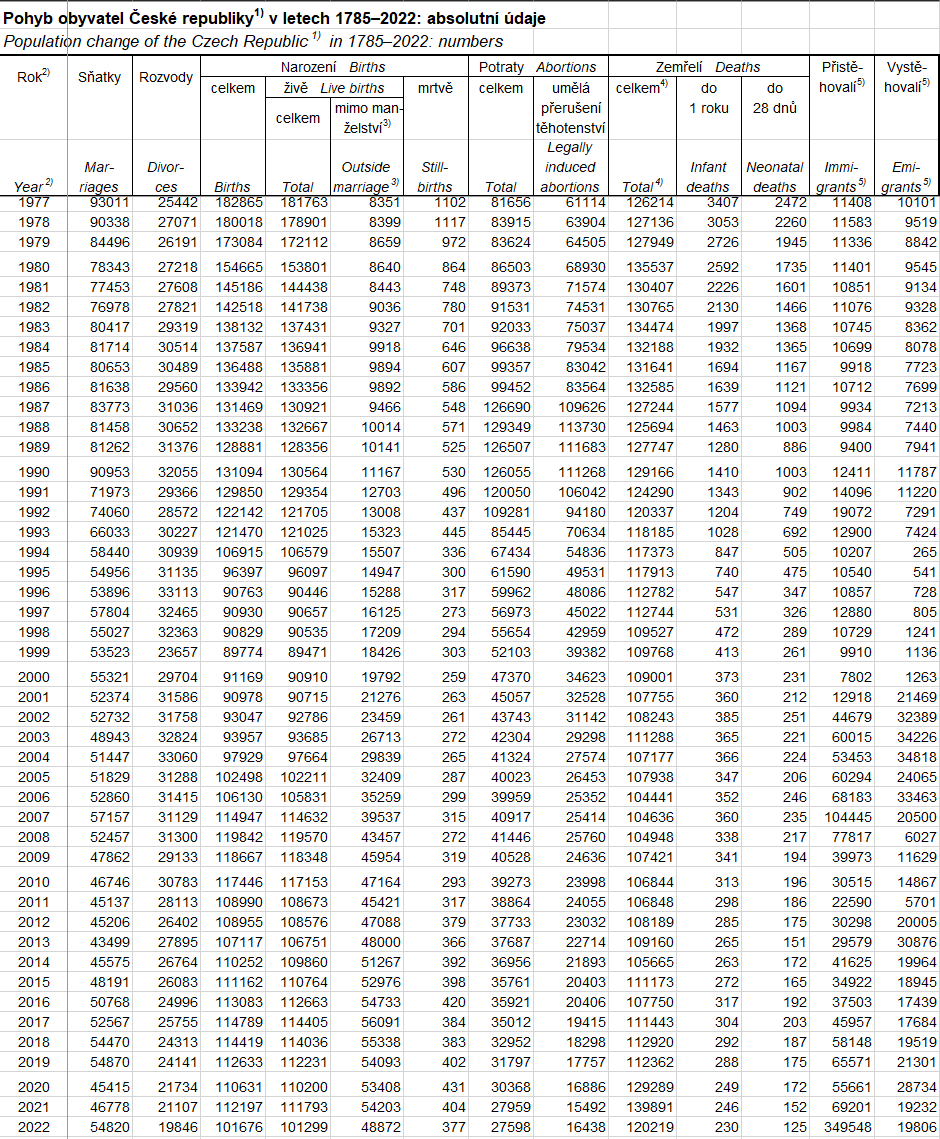 Pohyb obyvatel České republiky1) v letech 1785–2022: absolutní údaje
Population change of the Czech Republic 1) in 1785–2022: numbers
Rok2) Sňatky Rozvody Narození Births Potraty Abortions Zemřelí Deaths Přistě- Vystě-
celkem živě Live births mrtvě celkem umělá celkem4) do do hovalí5) hovalí5)
celkem mimo man- přerušení 1 roku 28 dnů
želství3) těhotenství
Legally
Mar- Divor- Outside Still- induced Infant Neonatal Immi- Emi-
Year2) riages ces Births Total marriage3) births Total abortions Total4) deaths deaths grants5) grants5)
1977 93011 25442 182865 181763 8351 1102 81656 61114 126214 3407 2472 11408 10101
1978 90338 27071 180018 178901 8399 1117 83915 63904 127136 3053 2260 11583 9519
1979 84496 26191 173084 172112 8659 972 83624 64505 127949 2726 1945 11336 8842
1980 78343 27218 154665 153801 8640 864 86503 68930 135537 2592 1735 11401 9545
1981 77453 27608 145186 144438 8443 748 89373 71574 130407 2226 1601 10851 9134
1982 76978 27821 142518 141738 9036 780 91531 74531 130765 2130 1466 11076 9328
1983 80417 29319 138132 137431 9327 701 92033 75037 134474 1997 1368 10745 8362
1984 81714 30514 137587 136941 9918 646 96638 79534 132188 1932 1365 10699 8078
1985 80653 30489 136488 135881 9894 607 99357 83042 131641 1694 1167 9918 7723
1986 81638 29560 133942 133356 9892 586 99452 83564 132585 1639 1121 10712 7699
1987 83773 31036 131469 130921 9466 548 126690 109626 127244 1577 1094 9934 7213
1988 81458 30652 133238 132667 10014 571 129349 113730 125694 1463 1003 9984 7440
1989 81262 31376 128881 128356 10141 525 126507 111683 127747 1280 886 9400 7941
1990 90953 32055 131094 130564 11167 530 126055 111268 129166 1410 1003 12411 11787
1991 71973 29366 129850 129354 12703 496 120050 106042 124290 1343 902 14096 11220
1992 74060 28572 122142 121705 13008 437 109281 94180 120337 1204 749 19072 7291
1993 66033 30227 121470 121025 15323 445 85445 70634 118185 1028 692 12900 7424
1994 58440 30939 106915 106579 15507 336 67434 54836 117373 847 505 10207 265
1995 54956 31135 96397 96097 14947 300 61590 49531 117913 740 475 10540 541
1996 53896 33113 90763 90446 15288 317 59962 48086 112782 547 347 10857 728
1997 57804 32465 90930 90657 16125 273 56973 45022 112744 531 326 12880 805
1998 55027 32363 90829 90535 17209 294 55654 42959 109527 472 289 10729 1241
1999 53523 23657 89774 89471 18426 303 52103 39382 109768 413 261 9910 1136
2000 55321 29704 91169 90910 19792 259 47370 34623 109001 373 231 7802 1263
2001 52374 31586 90978 90715 21276 263 45057 32528 107755 360 212 12918 21469
2002 52732 31758 93047 92786 23459 261 43743 31142 108243 385 251 44679 32389
2003 48943 32824 93957 93685 26713 272 42304 29298 111288 365 221 60015 34226
2004 51447 33060 97929 97664 29839 265 41324 27574 107177 366 224 53453 34818
2005 51829 31288 102498 102211 32409 287 40023 26453 107938 347 206 60294 24065
2006 52860 31415 106130 105831 35259 299 39959 25352 104441 352 246 68183 33463
2007 57157 31129 114947 114632 39537 315 40917 25414 104636 360 235 104445 20500
2008 52457 31300 119842 119570 43457 272 41446 25760 104948 338 217 77817 6027
2009 47862 29133 118667 118348 45954 319 40528 24636 107421 341 194 39973 11629
2010 46746 30783 117446 117153 47164 293 39273 23998 106844 313 196 30515 14867
2011 45137 28113 108990 108673 45421 317 38864 24055 106848 298 186 22590 5701
2012 45206 26402 108955 108576 47088 379 37733 23032 108189 285 175 30298 20005
2013 43499 27895 107117 106751 48000 366 37687 22714 109160 265 151 29579 30876
2014 45575 26764 110252 109860 51267 392 36956 21893 105665 263 172 41625 19964
2015 48191 26083 111162 110764 52976 398 35761 20403 111173 272 165 34922 18945
2016 50768 24996 113083 112663 54733 420 35921 20406 107750 317 192 37503 17439
2017 52567 25755 114789 114405 56091 384 35012 19415 111443 304 203 45957 17684
2018 54470 24313 114419 114036 55338 383 32952 18298 112920 292 187 58148 19519
2019 54870 24141 112633 112231 54093 402 31797 17757 112362 288 175 65571 21301
2020 45415 21734 110631 110200 53408 431 30368 16886 129289 249 172 55661 28734
2021 46778 21107 112197 111793 54203 404 27959 15492 139891 246 152 69201 19232
2022 54820 19846 101676 101299 48872 377 27598 16438 120219 230 125 349548 19806